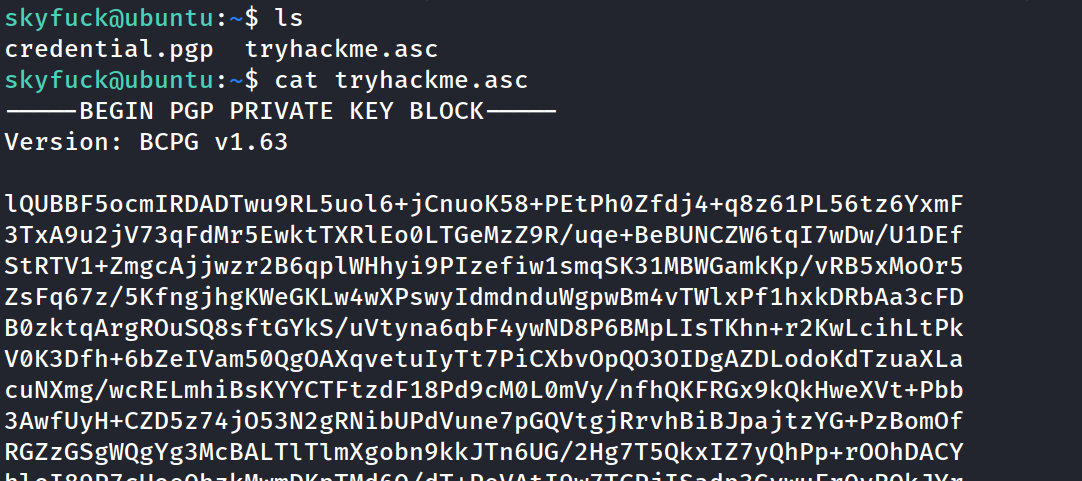 skyfuck@ubuntu:~$ ls
credential.pgp  tryhackme.asc
skyfuck@ubuntu:~$ cat tryhackme.asc
-----BEGIN PGP PRIVATE KEY BLOCK-----
Version: BCPG v1.63

lQUBBF5ocmIRDADTwu9RL5uol6+jCnuoK58+PEtPh0Zfdj4+q8z61PL56tz6YxmF
3TxA9u2jV73qFdMr5EwktTXRlEo0LTGeMzZ9R/uqe+BeBUNCZW6tqI7wDw/U1DEf
StRTV1+ZmgcAjjwzr2B6qplWHhyi9PIzefiw1smqSK31MBWGamkKp/vRB5xMoOr5
ZsFq67z/5KfngjhgKWeGKLw4wXPswyIdmdnduWgpwBm4vTWlxPf1hxkDRbAa3cFD
B0zktqArgROuSQ8sftGYkS/uVtyna6qbF4ywND8P6BMpLIsTKhn+r2KwLcihLtPk
V0K3Dfh+6bZeIVam50QgOAXqvetuIyTt7PiCXbvOpQO3OIDgAZDLodoKdTzuaXLa
cuNXmg/wcRELmhiBsKYYCTFtzdF18Pd9cM0L0mVy/nfhQKFRGx9kQkHweXVt+Pbb
3AwfUyH+CZD5z74jO53N2gRNibUPdVune7pGQVtgjRrvhBiBJpajtzYG+PzBomOf
RGZzGSgWQgYg3McBALTlTlmXgobn9kkJTn6UG/2Hg7T5QkxIZ7yQhPp+rOOhDACY